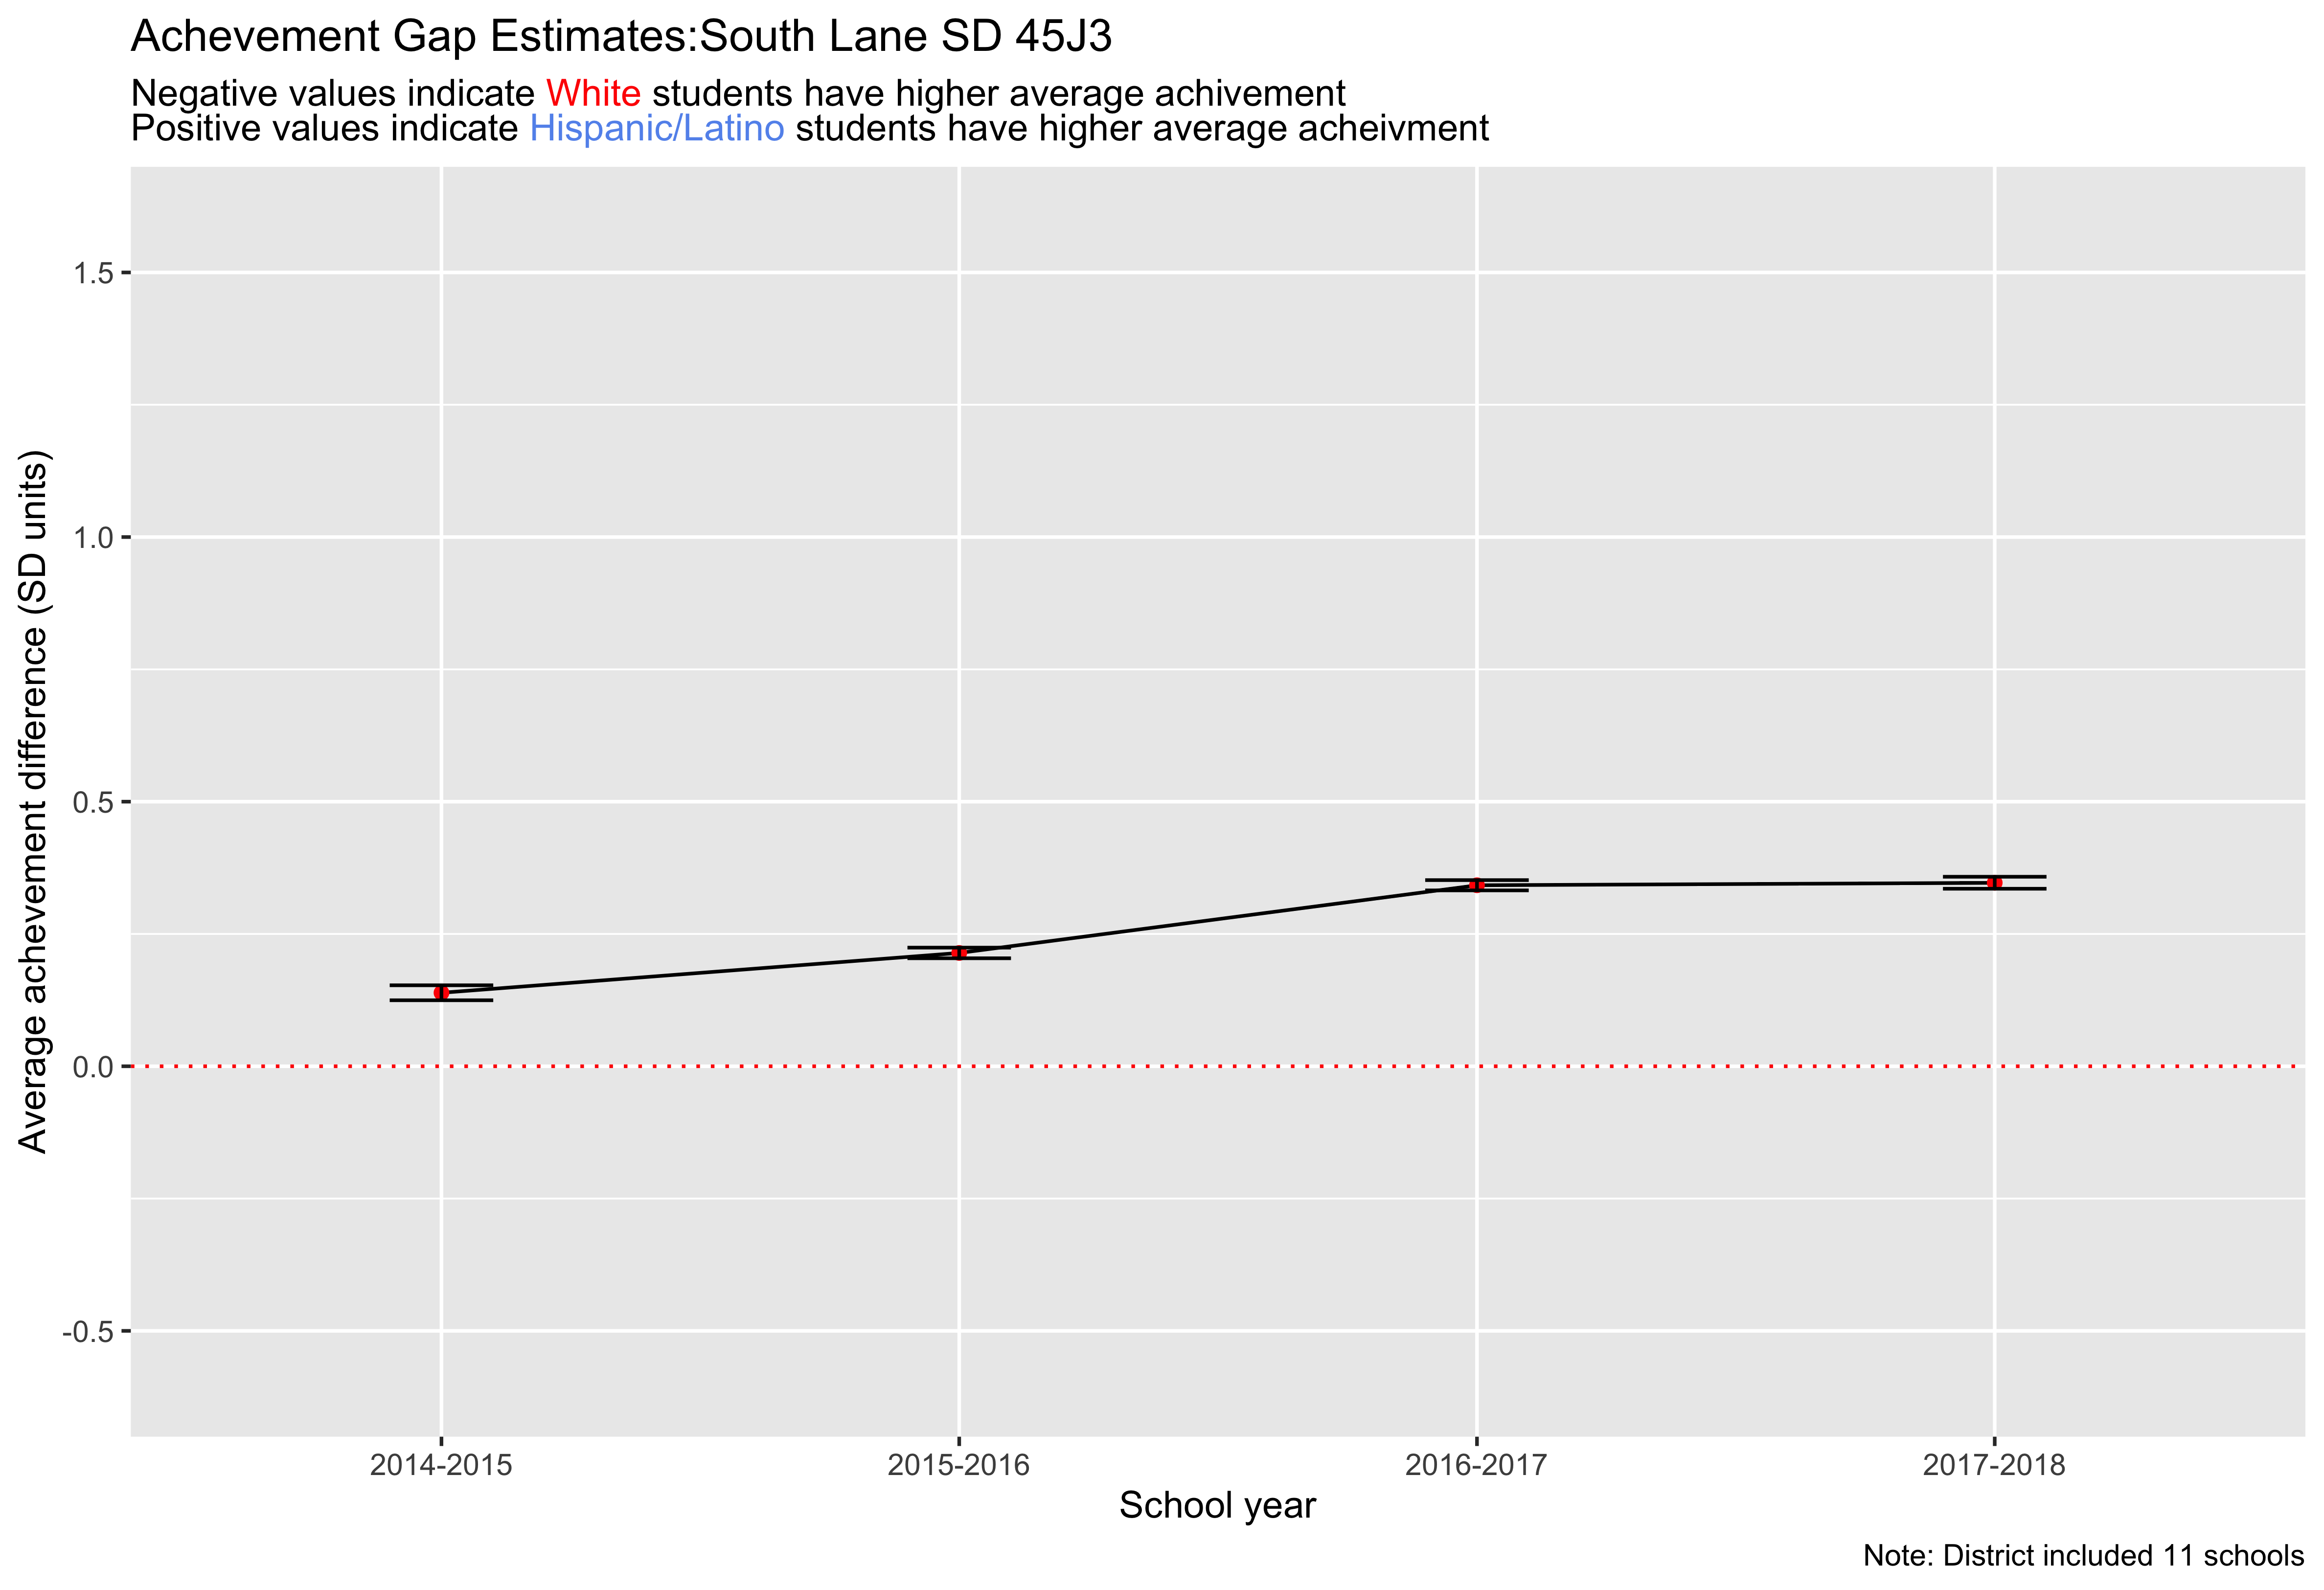 Achevement Gap Estimates:South Lane SD 45J3
Negative values indicate White students have higher average achivement
Positive values indicate Hispanic/Latino students have higher average acheivment
Average achevement difference (SD units)
1.5
1.0
0.5
0.0
-0.5
2014-2015
2015-2016
2016-2017
2017-2018
School year
Note: District included 11 schools